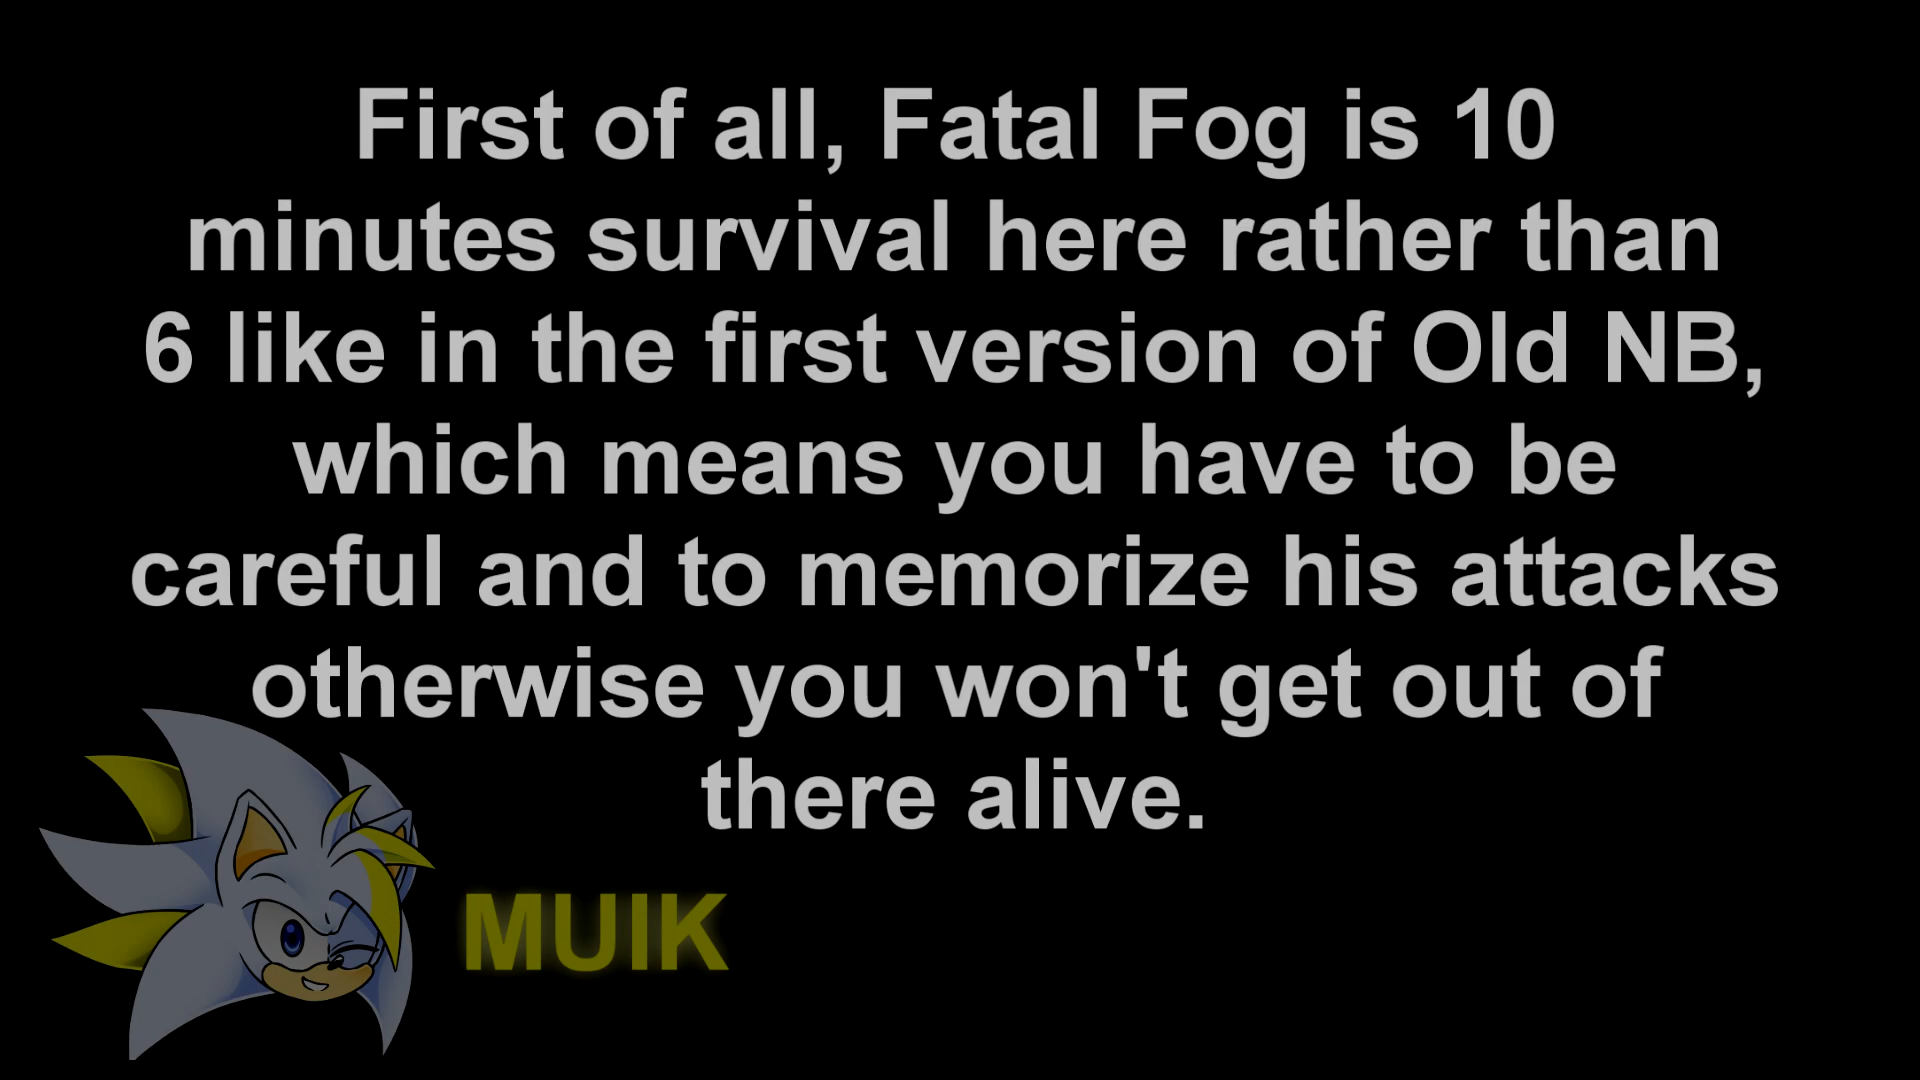 First of all, Fatal Fog is 10
minutes survival here rather than
6 like in the first version of Old NB,
which means you have to be
careful and to memorize his attacks
otherwise you won't get out of
there alive.
MUIK